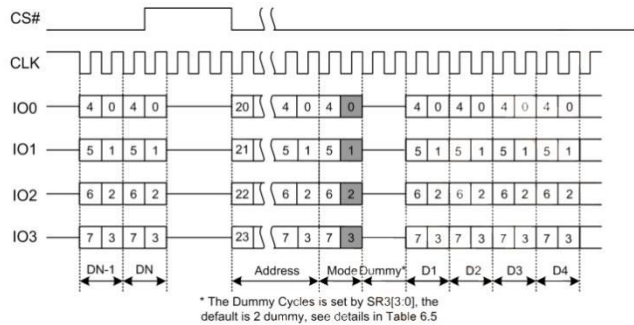 CS#
CLK
IO0 4 0 4 0 20 4 0 4 0 4 0 4 0 4 0 4 0
IO1 5 1 5 1 21 5 1 5 1 5 1 5 1 5 1 5 1
IO2 6 2 6 2 22 6 2 6 2 6 2 6 2 6 2 6 2
IO3 7 3 7 3 23 7 3 7 3 7 3 7 3 7 3 7 3
DN-1 DN Address Mode Dummy* D1 D2 D3 D4
* The Dummy Cycles is set by SR3[3:0], the
default is 2 dummy, see details in Table 6.5